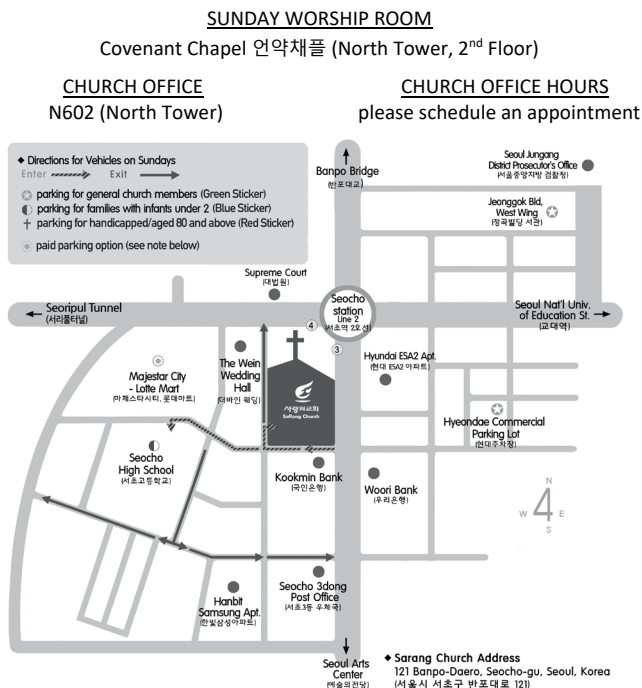 SUNDAY WORSHIP ROOM
Covenant Chapel 언약채플 (North Tower, 2nd Floor)
CHURCH OFFICE
N602 (North Tower)
CHURCH OFFICE HOURS
please schedule an appointment
◆ Directions for Vehicles on Sundays
Enter Exit
parking for general church members (Green Sticker)
parking for families with infants under 2 (Blue Sticker)
parking for handicapped/aged 80 and above (Red Sticker)
paid parking option (see note below)
Banpo Bridge
(반포대교)
Seoul Jungang
District Prosecutor's Office
(서울중앙지방 검찰청)
Jeonggok Bld,
West Wing
(정곡빌딩 서관)
Supreme Court
(대법원)
Seoripul Tunnel
(서리풀터널)
Seocho
station
Line 2
(서초역 2호선)
4
3
Seoul Nat'l Univ.
of Education St.
(교대역)
The Wein
Wedding
Hall
(더바인 웨딩)
Majestar City
- Lotte Mart
(마제스타시티, 롯데마트)
사랑의교회
SaRang Church
Hyundai ESA2 Apt.
(현대 ESA2 아파트)
Hyeondae Commercial
Parking Lot
(현대주차장)
Seocho
High School
(서초고등학교)
Kookmin Bank
(국민은행)
Woori Bank
(우리은행)
N
W 4 E
S
Hanbit
Samsung Apt.
(한빛삼성아파트)
Seocho 3dong
Post Office
(서초3동 우체국)
Seoul Arts
Center
(예술의전당)
◆ Sarang Church Address
121 Banpo-Daero, Seocho-gu, Seoul, Korea
(서울시 서초구 반포대로 121)